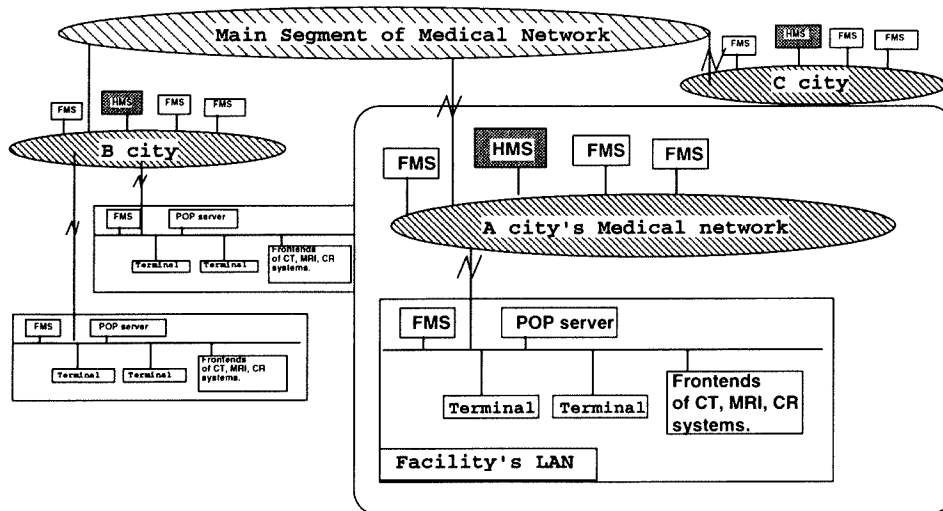 Main Segment of Medical Network
FMS
HMS
FMS
FMS
C city
FMS
HMS
FMS
FMS
B city
FMS
HMS
FMS
FMS
A city's Medical network
FMS
POP server
Terminal
Terminal
Frontends
of CT, MRI, CR
systems.
FMS
POP server
Terminal
Terminal
Frontends
of CT, MRI, CR
systems.
FMS
POP server
Terminal
Terminal
Frontends
of CT, MRI, CR
systems.
Facility's LAN